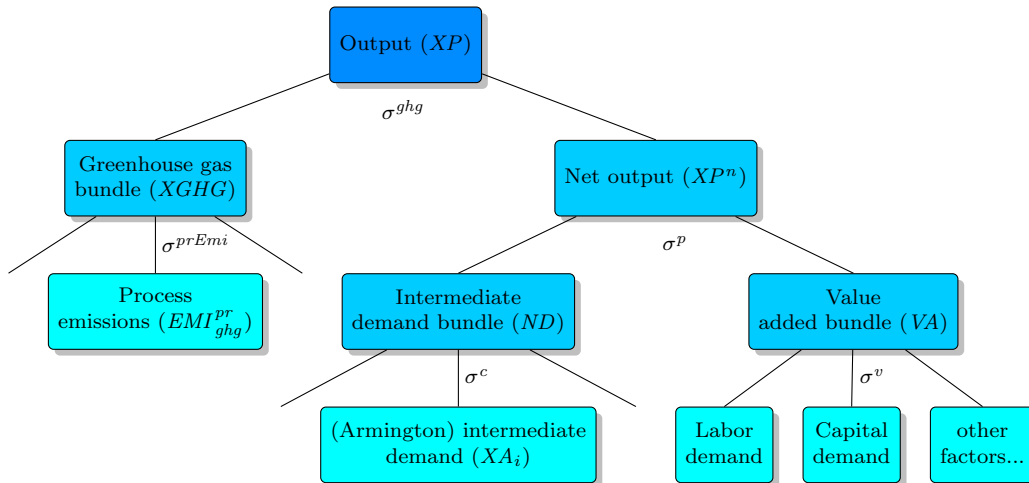 Output (XP)
σ^{ghg}
Greenhouse gas
bundle (XGHG)
Net output (XP^n)
σ^{prEmi}
σ^p
Process
emissions (EMI^{pr}_{ghg})
Intermediate
demand bundle (ND)
Value
added bundle (VA)
σ^c
σ^v
(Armington) intermediate
demand (XA_i)
Labor
demand
Capital
demand
other
factors...